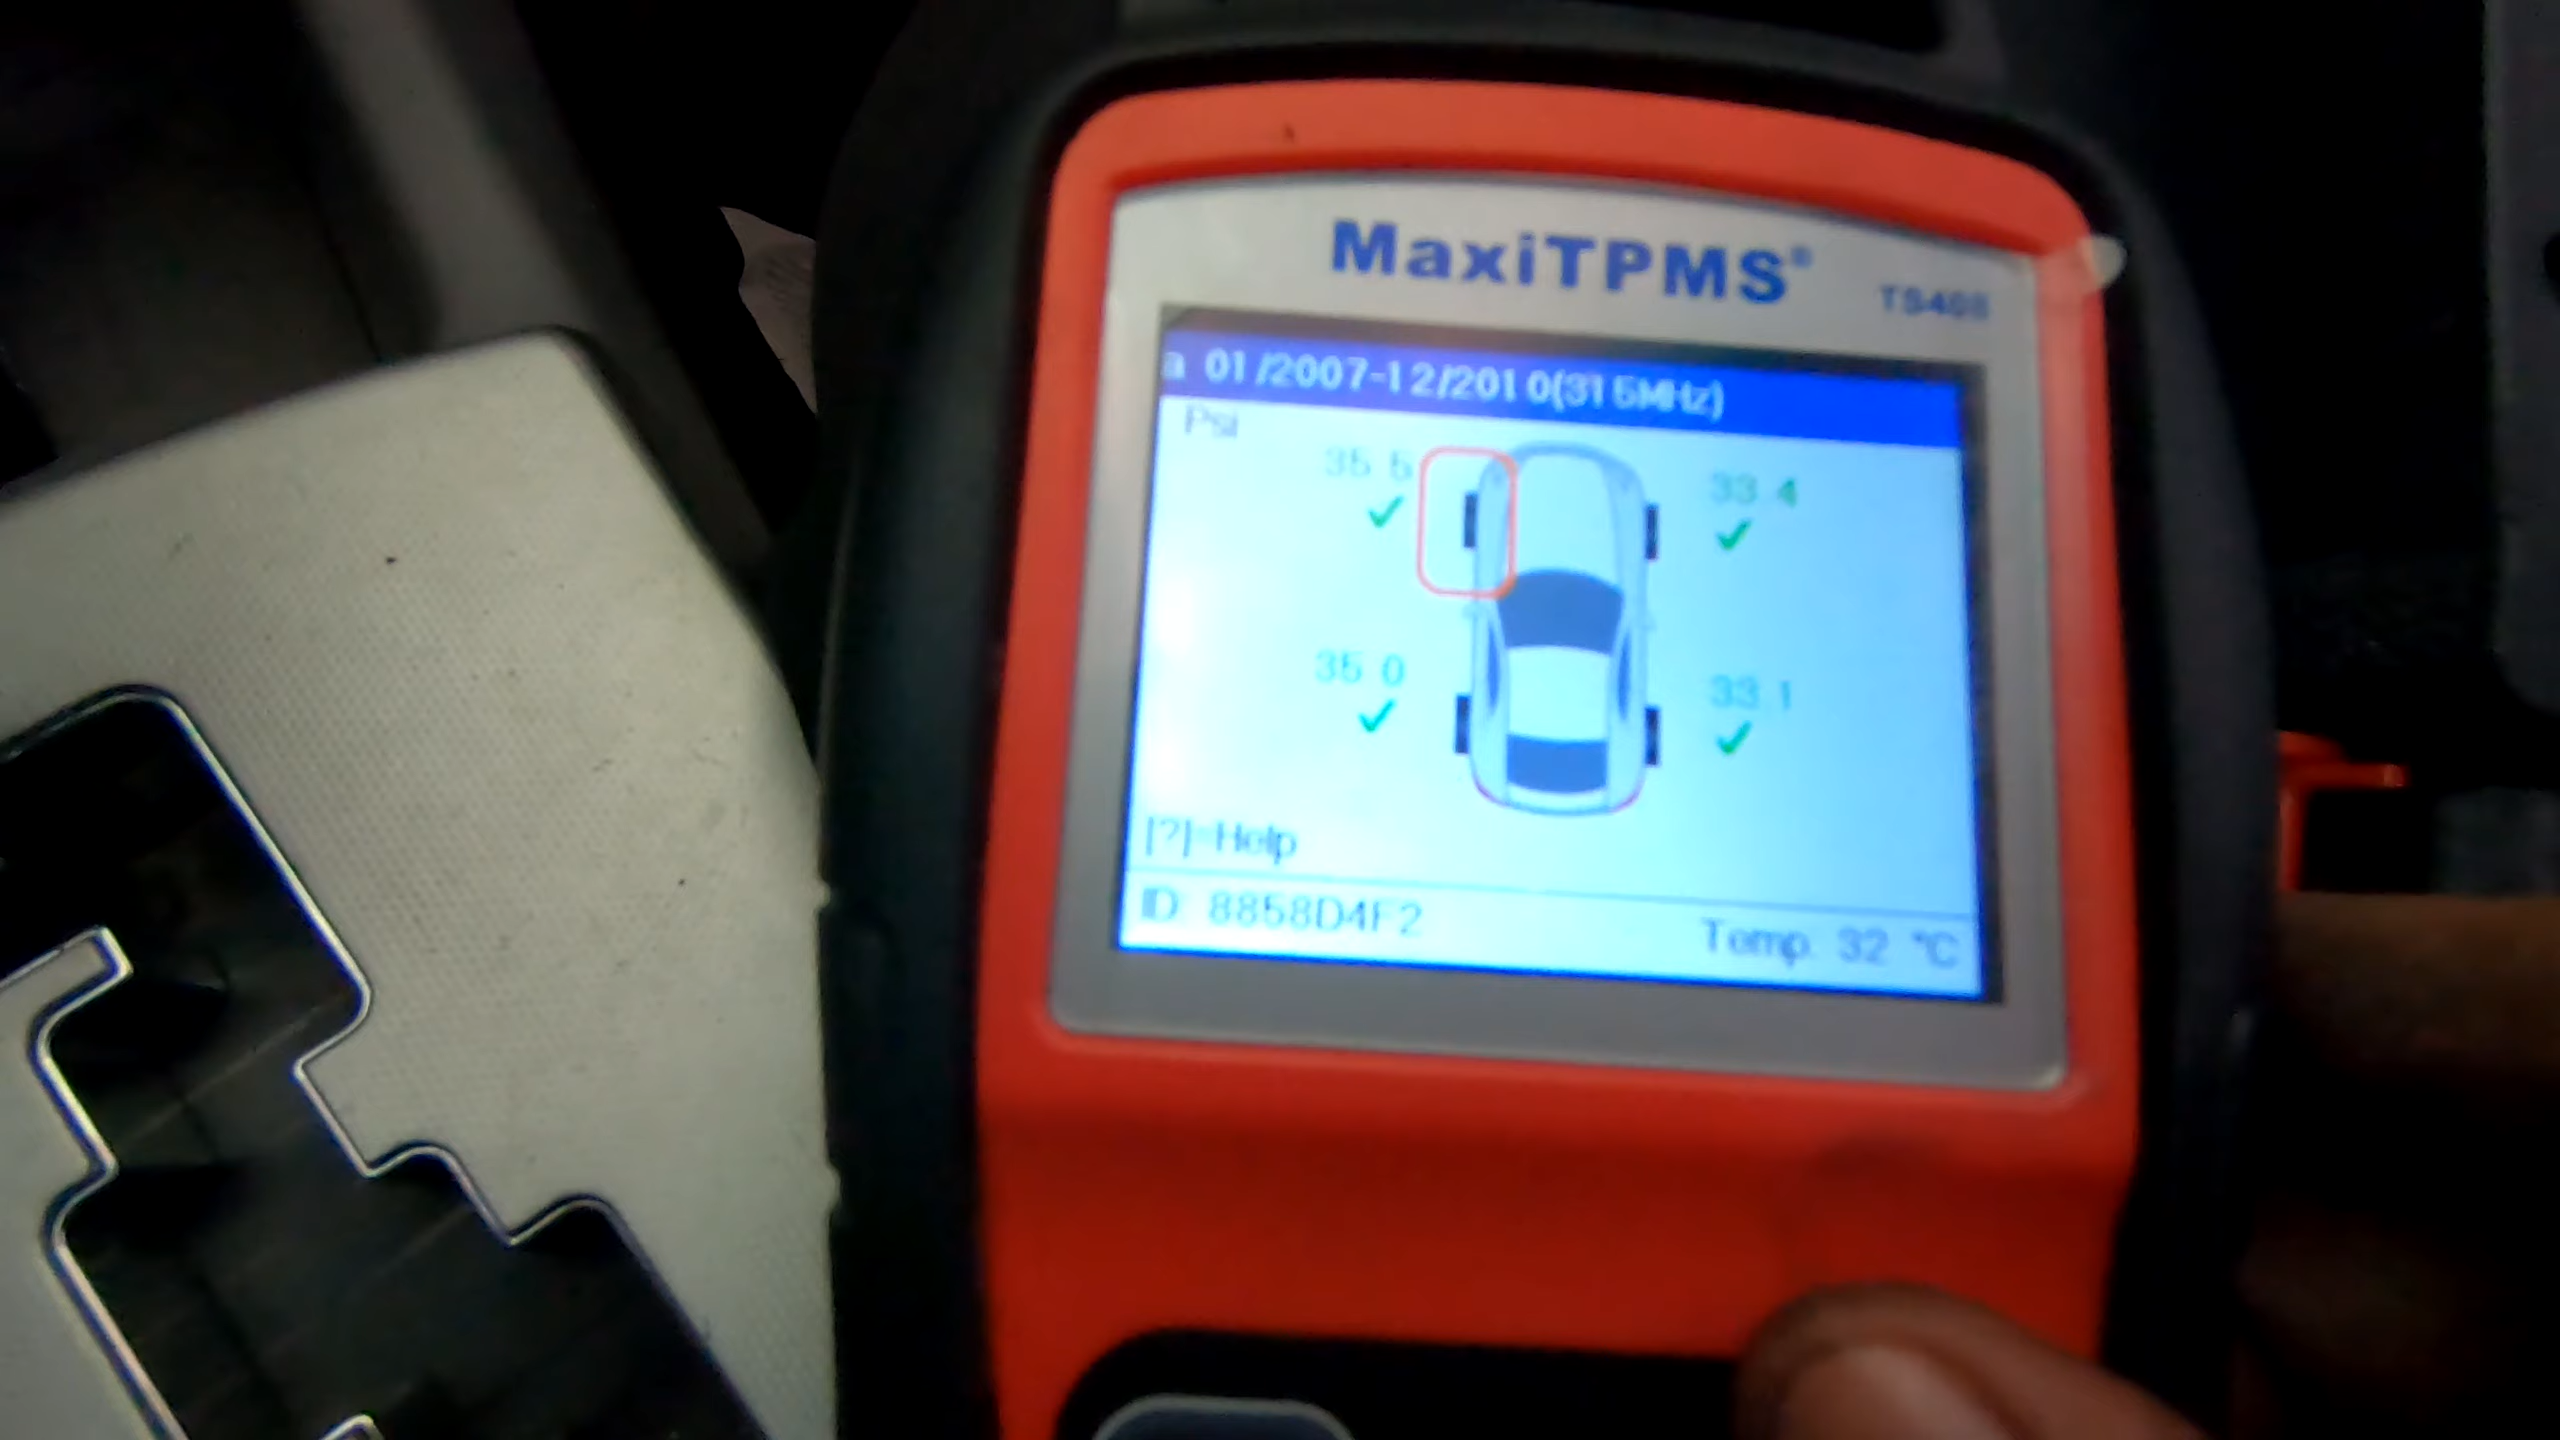 MaxiTPMS®
TS408
a 01/2007-12/2010(315MHz)
Psi
35 5
33 4
35 0
33.1
[?]=Help
ID: 8858D4F2
Temp. 32 °C